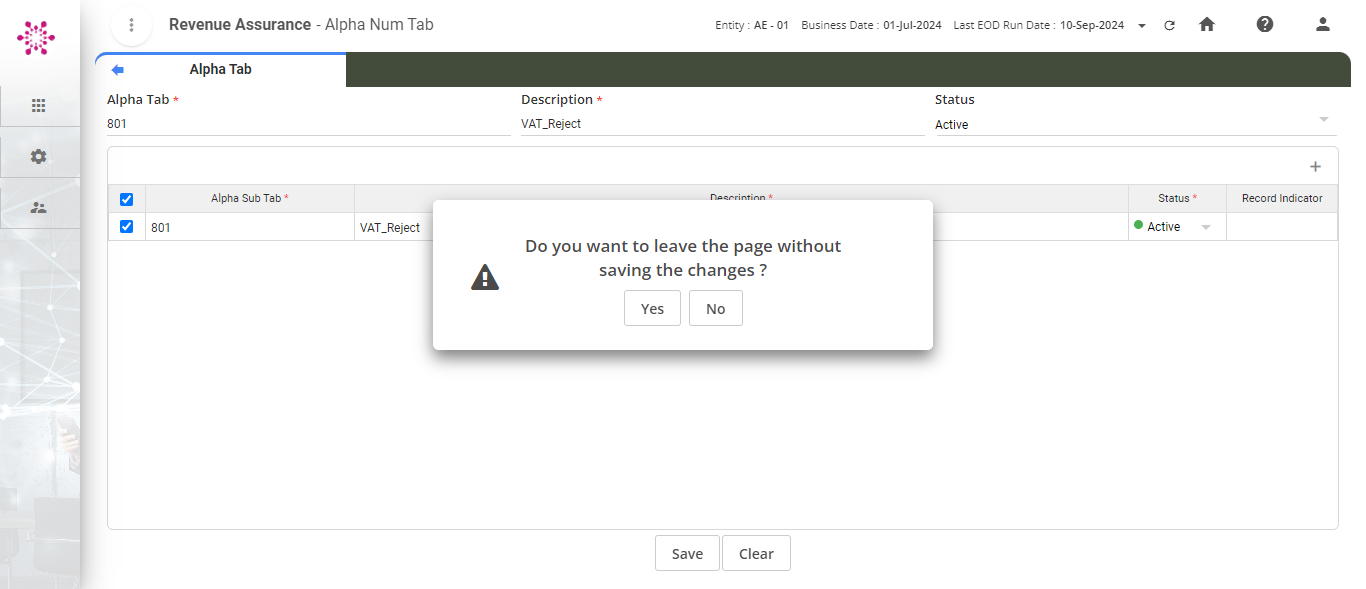 Revenue Assurance - Alpha Num Tab
Entity : AE - 01 Business Date : 01-Jul-2024 Last EOD Run Date : 10-Sep-2024
Alpha Tab
Alpha Tab * Description * Status
801 VAT_Reject Active
Alpha Sub Tab * Description * Status * Record Indicator
801 VAT_Reject Active
Do you want to leave the page without
saving the changes ?
Yes No
Save Clear